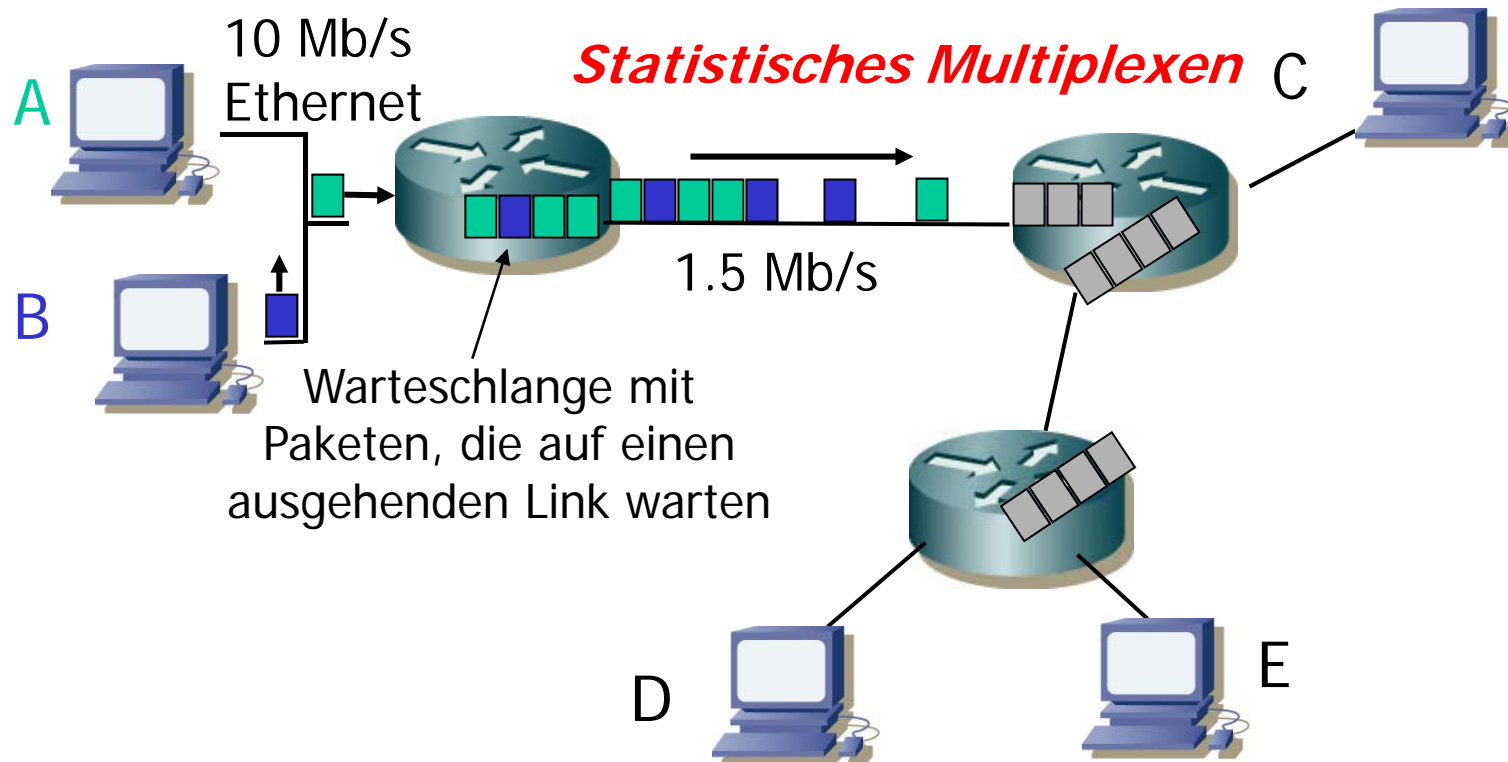 10 Mb/s
Ethernet
Statistisches Multiplexen
A
B
C
1.5 Mb/s
Warteschlange mit
Paketen, die auf einen
ausgehenden Link warten
D
E